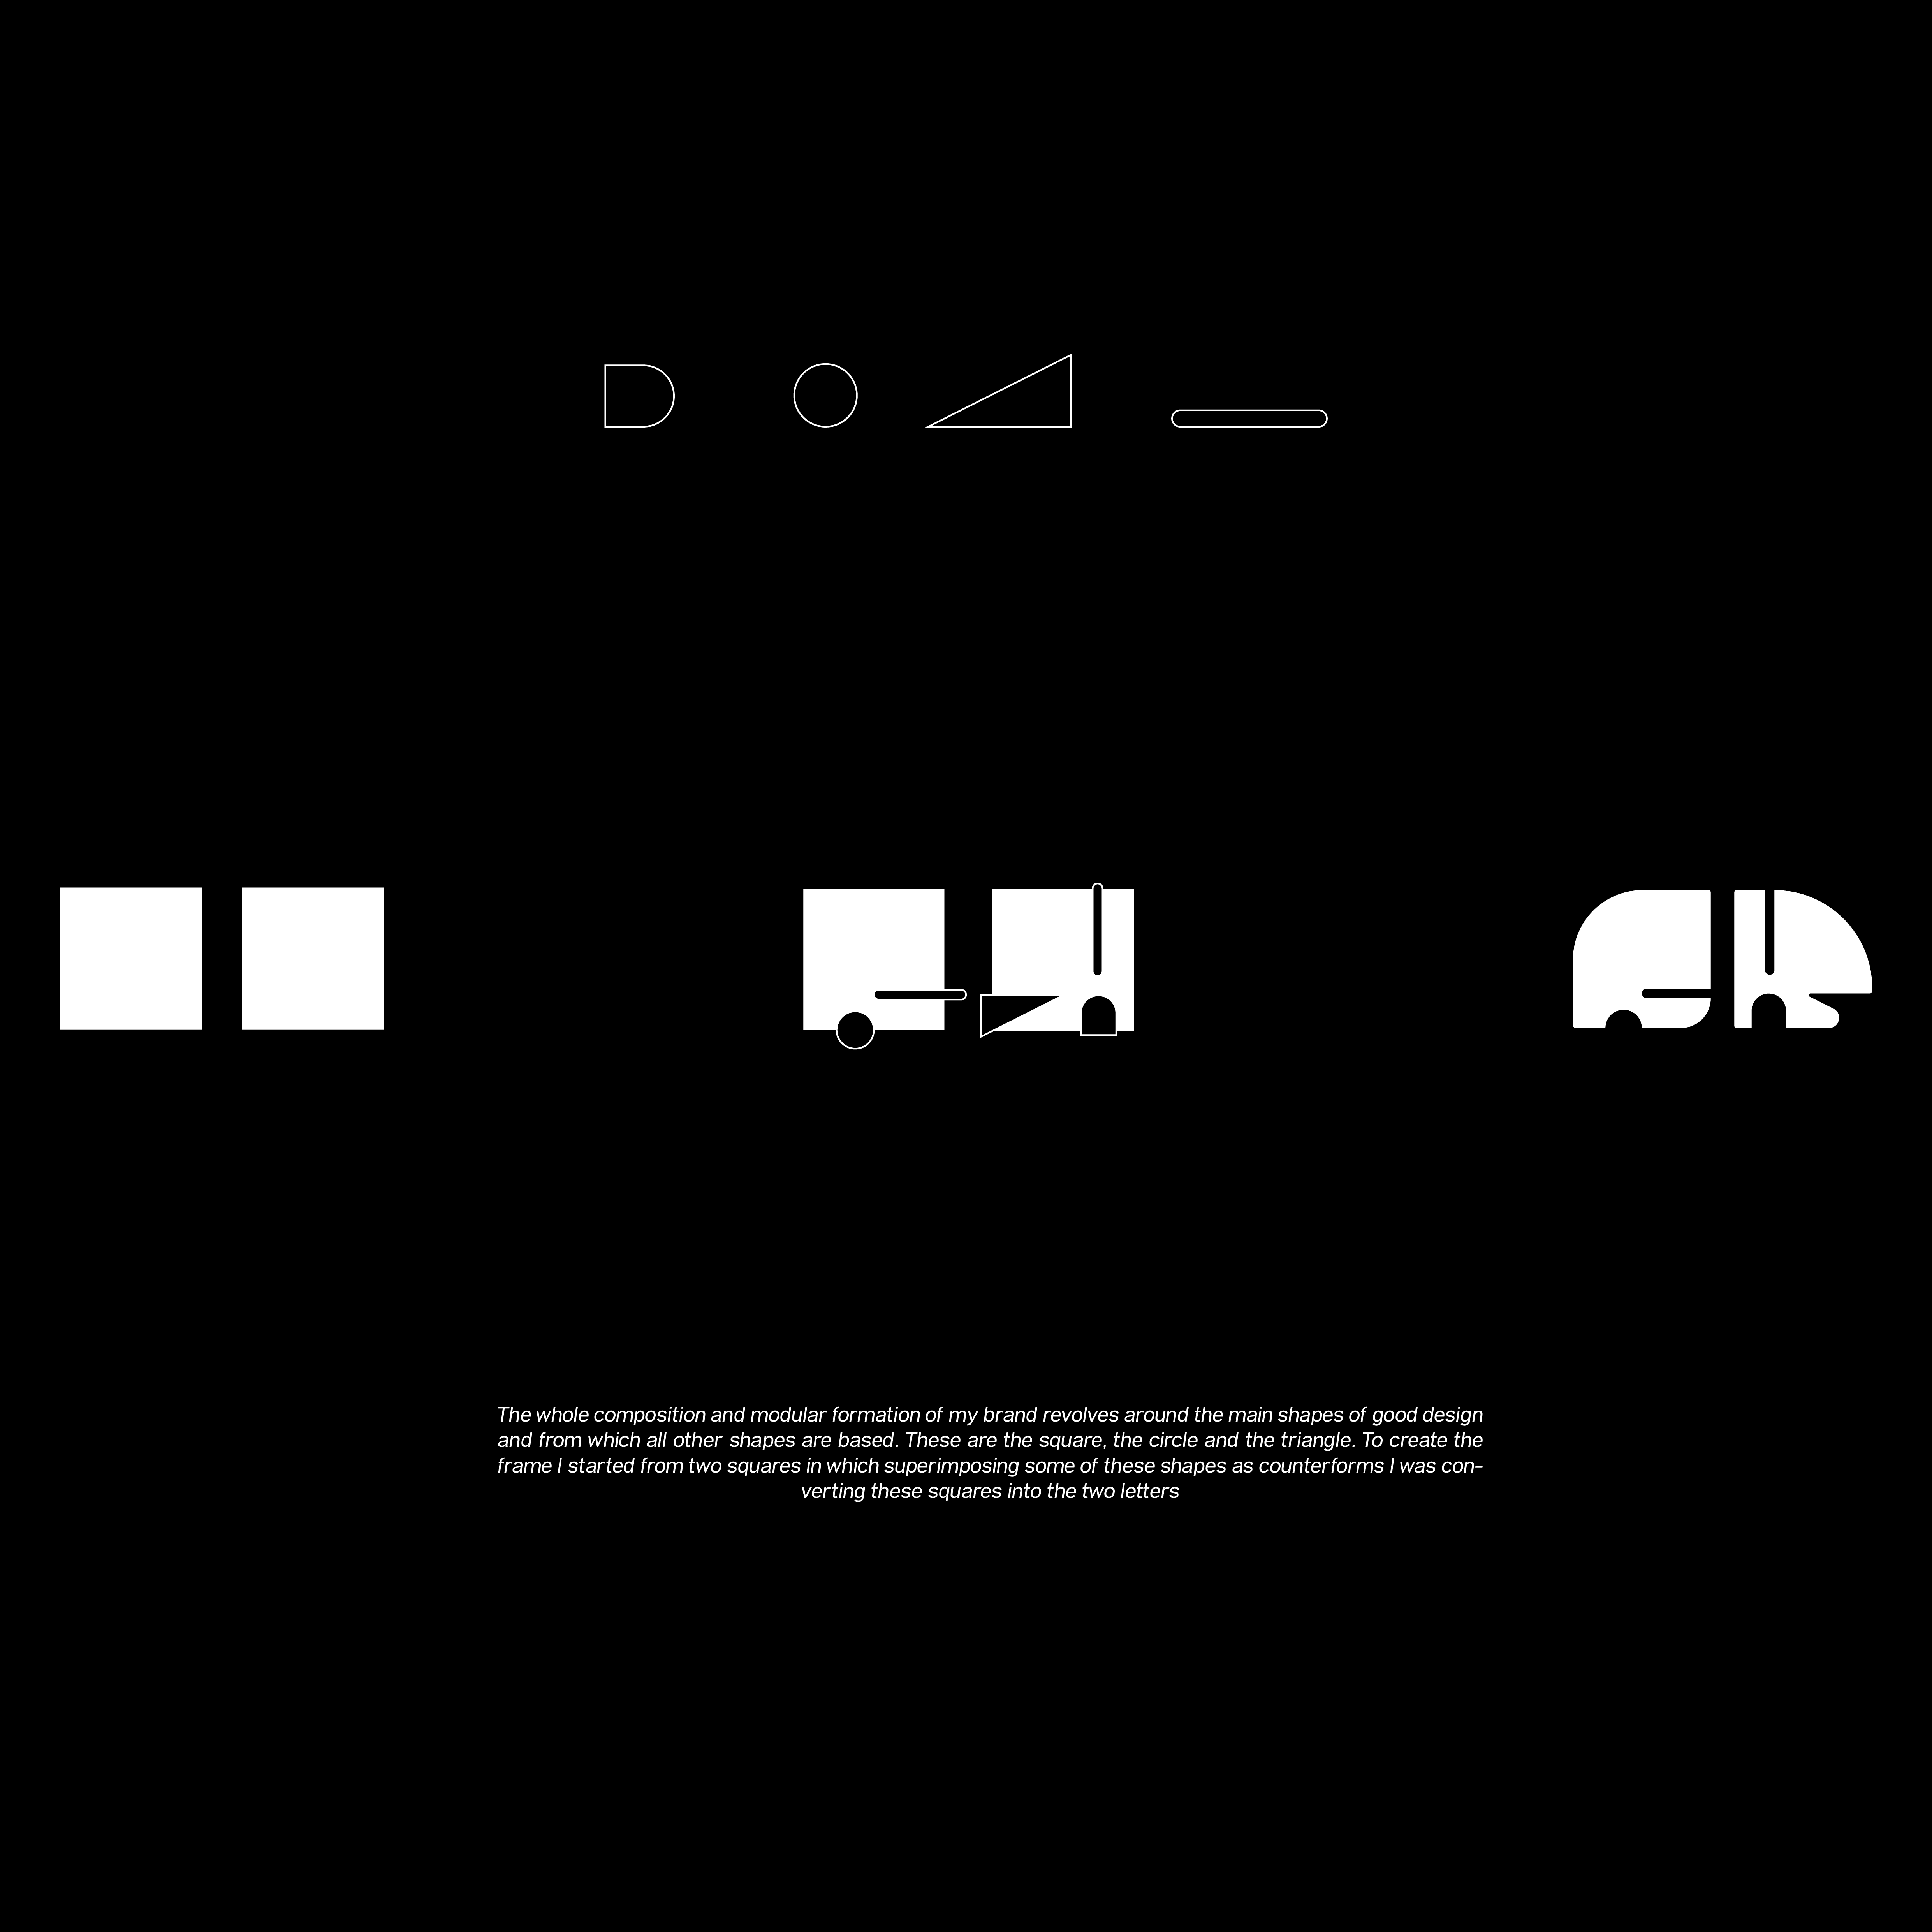 The whole composition and modular formation of my brand revolves around the main shapes of good design
and from which all other shapes are based. These are the square, the circle and the triangle. To create the
frame I started from two squares in which superimposing some of these shapes as counterforms I was con-
verting these squares into the two letters